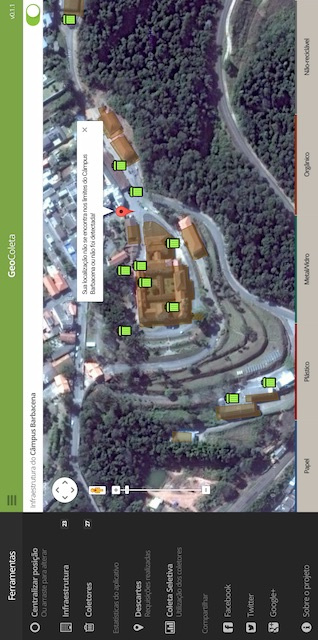 Ferramentas
Centralizar posição
Ou arraste para alterar
Infraestrutura
23
Coletores
27
Estatísticas do aplicativo
Descartes
Requisições realizadas
Coleta Seletiva
Utilização dos coletores
Compartilhar
Facebook
Twitter
Google+
Sobre o projeto
GeoColeta
v0.1.1
Infraestrutura do Câmpus Barbacena
Sua localização não se encontra nos limites do Câmpus
Barbacena ou não foi detectada!
Papel
Plástico
Metal/Vidro
Orgânico
Não-reciclável